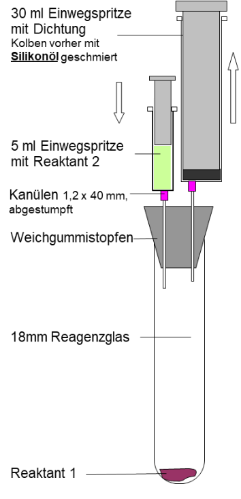 30 ml Einwegspritze
mit Dichtung
Kolben vorher mit
Silikonöl geschmiert
5 ml Einwegspritze
mit Reaktant 2
Kanülen 1,2 x 40 mm,
abgestumpft
Weichgummistopfen
18mm Reagenzglas
Reaktant 1